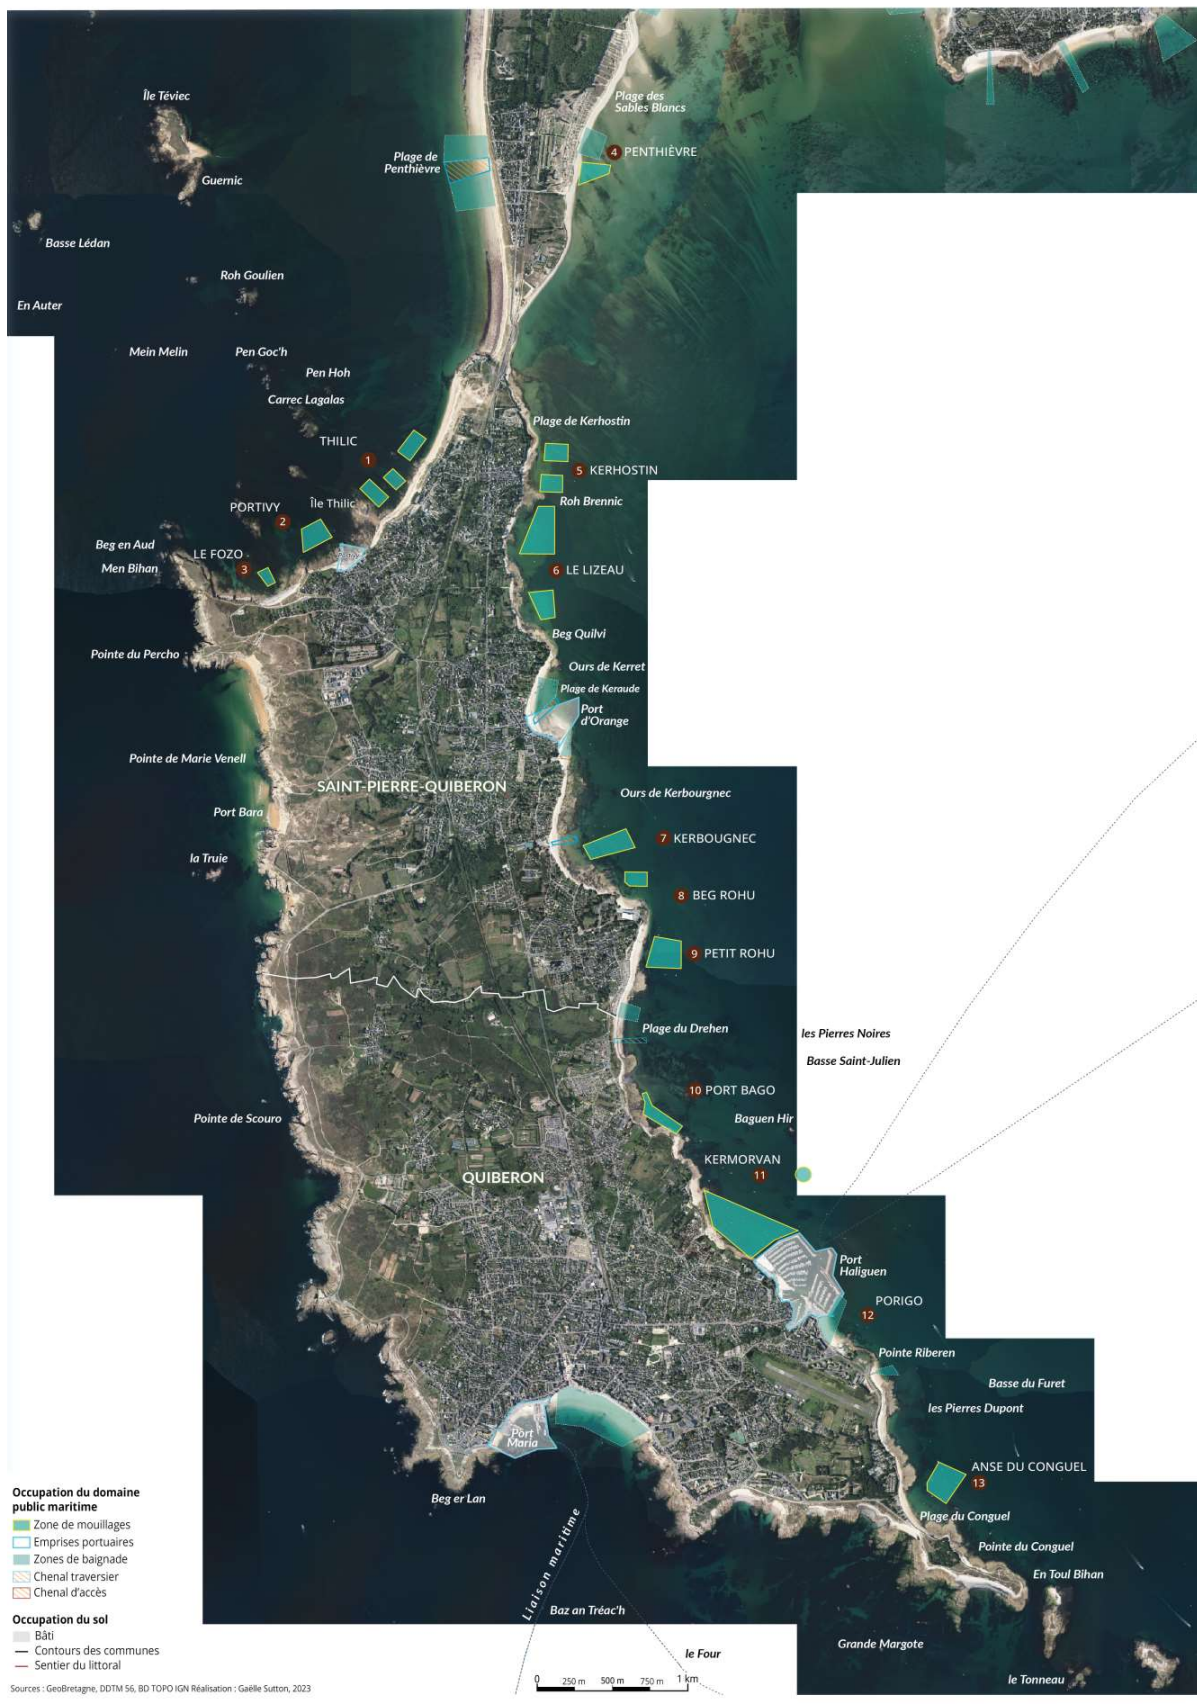 Île Téviec
Plage des
Sables Blancs
Plage de
Penthièvre
4 PENTHIÈVRE
Guernic
Basse Lédan
Roh Goulien
En Auter
Mein Melin
Pen Goc'h
Pen Hoh
Carrec Lagalas
Plage de Kerhostin
THILIC
1
5 KERHOSTIN
Île Thilic
Roh Brennic
PORTIVY
2
Beg en Aud
LE FOZO
3
Men Bihan
6 LE LIZEAU
Beg Quilvi
Pointe du Percho
Ours de Kerret
Plage de Keraude
Port
d'Orange
Pointe de Marie Venell
SAINT-PIERRE-QUIBERON
Ours de Kerbourgnec
Port Bara
7 KERBOUGNEC
la Truie
8 BEG ROHU
9 PETIT ROHU
Plage du Drehen
les Pierres Noires
Basse Saint-Julien
10 PORT BAGO
Pointe de Scouro
Baguen Hir
KERMORVAN
11
QUIBERON
Port
Haliguen
PORIGO
12
Pointe Riberen
Basse du Furet
les Pierres Dupont
Port
Maria
ANSE DU CONGUEL
13
Beg er Lan
Plage du Conguel
Pointe du Conguel
En Toul Bihan
Liaison maritime
Baz an Tréac'h
Grande Margote
le Four
le Tonneau
Occupation du domaine
public maritime
Zone de mouillages
Emprises portuaires
Zones de baignade
Chenal traversier
Chenal d'accès
Occupation du sol
Bâti
Contours des communes
Sentier du littoral
0 250 m 500 m 750 m 1 km
Sources : GeoBretagne, DDTM 56, BD TOPO IGN Réalisation : Gaëlle Sutton, 2023